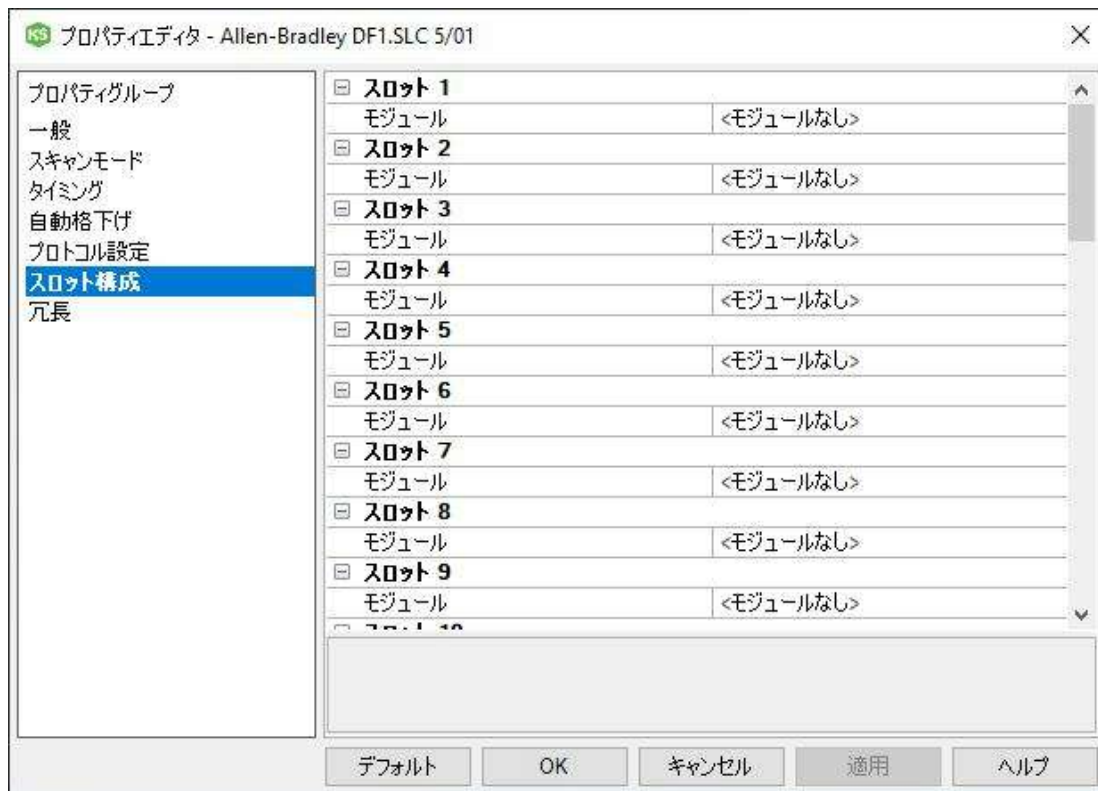 KS プロパティエディタ - Allen-Bradley DF1.SLC 5/01
プロパティグループ
一般
スキャンモード
タイミング
自動格下げ
プロトコル設定
スロット構成
冗長
スロット 1
モジュール <モジュールなし>
スロット 2
モジュール <モジュールなし>
スロット 3
モジュール <モジュールなし>
スロット 4
モジュール <モジュールなし>
スロット 5
モジュール <モジュールなし>
スロット 6
モジュール <モジュールなし>
スロット 7
モジュール <モジュールなし>
スロット 8
モジュール <モジュールなし>
スロット 9
モジュール <モジュールなし>
スロット 10
デフォルト OK キャンセル 適用 ヘルプ